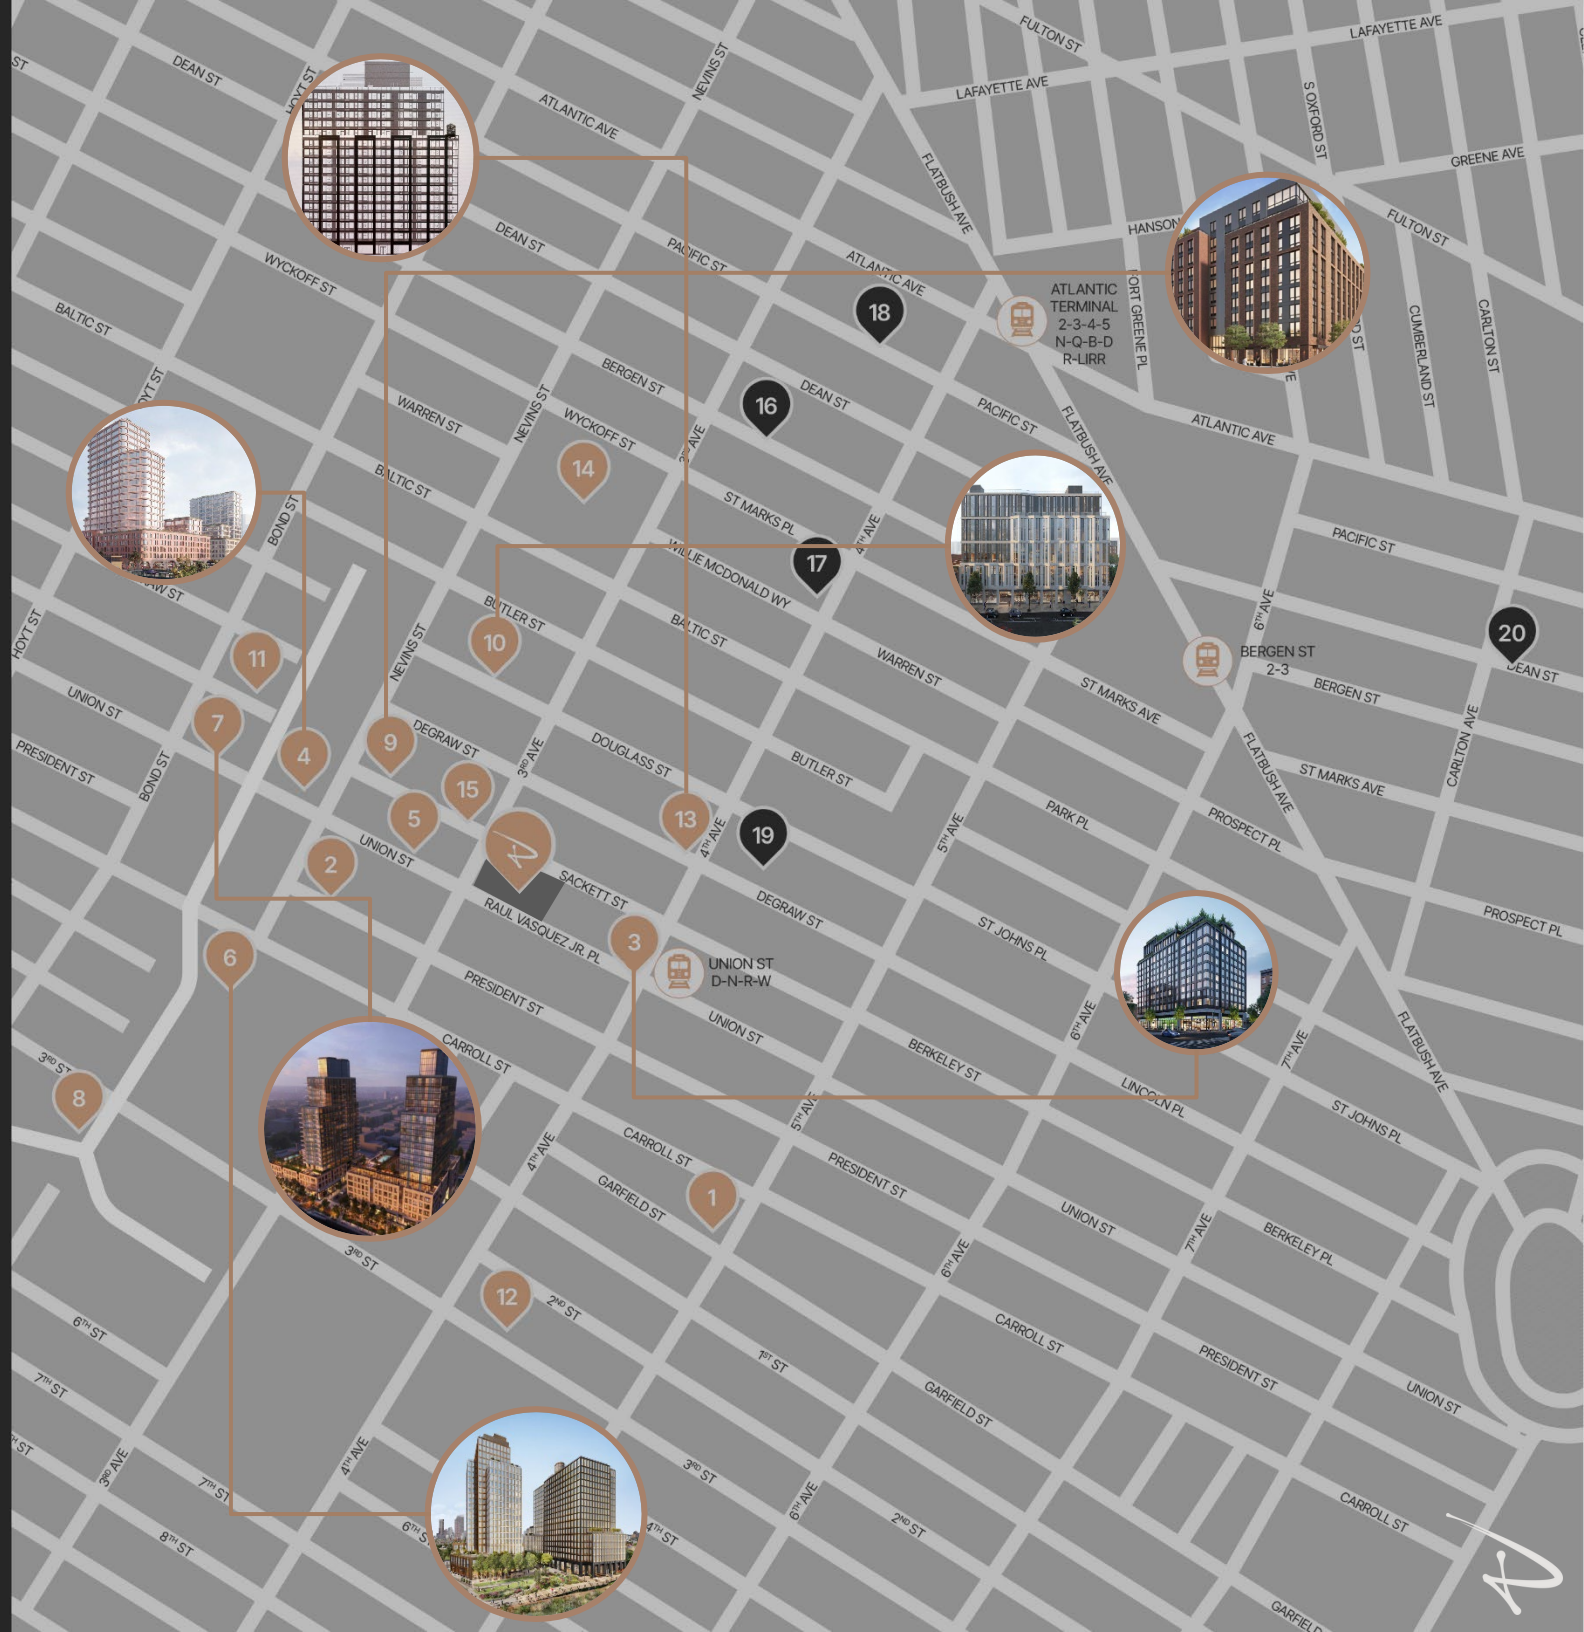 FULTON ST
LAFAYETTE AVE
LAFAYETTE AVE
DEAN ST
HOYT ST
NEVINS ST
ATLANTIC AVE
S OXFORD ST
GREENE AVE
FLATBUSH AVE
FULTON ST
HANSON
DEAN ST
PACIFIC ST
ATLANTIC AVE
WYCKOFF ST
BALTIC ST
18
ATLANTIC
TERMINAL
2-3-4-5
N-Q-B-D
R-LIRR
CUMBERLAND ST
CARLTON ST
BERGEN ST
DEAN ST
16
PACIFIC ST
FLATBUSH AVE
ATLANTIC AVE
WARREN ST
NEVINS ST
WYCKOFF ST
14
BALTIC ST
BOND ST
ST MARKS PL
4TH AVE
PACIFIC ST
WILLIE MCDONALD WY
17
HOYT ST
BUTLER ST
10
BALTIC ST
6TH AVE
20
DEAN ST
11
NEVINS ST
WARREN ST
BERGEN ST
2-3
BERGEN ST
UNION ST
7
ST MARKS AVE
9
DEGRAW ST
3RD AVE
DOUGLASS ST
BUTLER ST
CARLTON AVE
PRESIDENT ST
BOND ST
4
15
FLATBUSH AVE
ST MARKS AVE
5
13
4TH AVE
19
5TH AVE
PARK PL
PROSPECT PL
2
UNION ST
SACKETT ST
DEGRAW ST
RAUL VASQUEZ JR. PL
PROSPECT PL
6
3
UNION ST
D-N-R-W
ST JOHNS PL
PRESIDENT ST
UNION ST
6TH AVE
7TH AVE
FLATBUSH AVE
3RD ST
8
CARROLL ST
BERKELEY ST
LINCOLN PL
5TH AVE
ST JOHNS PL
4TH AVE
CARROLL ST
PRESIDENT ST
GARFIELD ST
1
UNION ST
7TH AVE
BERKELEY PL
3RD ST
6TH AVE
12
2ND ST
6TH ST
CARROLL ST
1ST ST
PRESIDENT ST
7TH ST
GARFIELD ST
UNION ST
3RD AVE
4TH AVE
3RD ST
7TH ST
6TH AVE
CARROLL ST
8TH ST
6TH S
4TH ST
2ND ST
GARFIELD